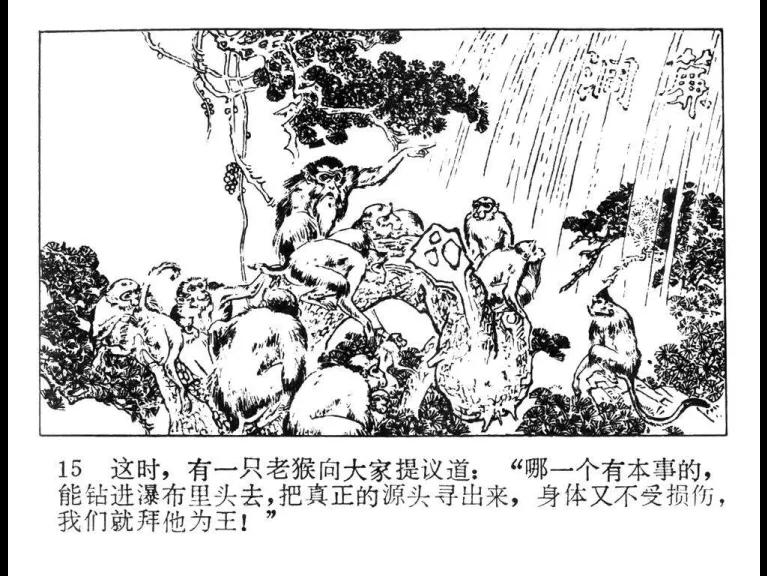 15 这时，有一只老猴向大家提议道：“哪一个有本事的，
能钻进瀑布里头去，把真正的源头寻出来，身体又不受损伤，
我们就拜他为王！”